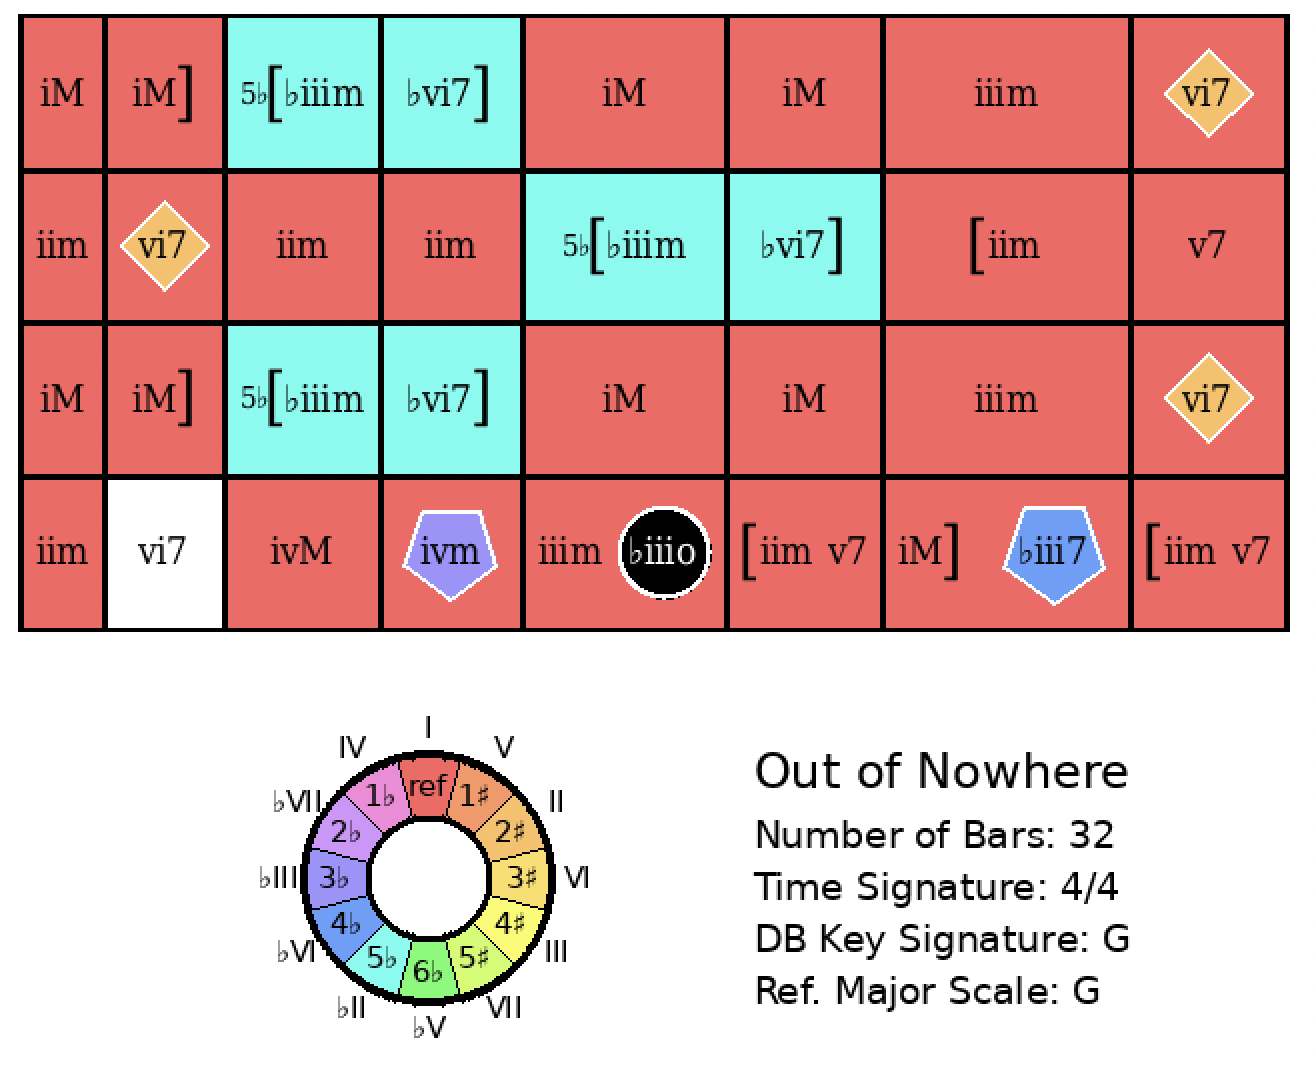 iM iM] 5♭[♭iiim ♭vi7] iM iM iiim vi7
iim vi7 iim iim 5♭[♭iiim ♭vi7] [iim v7
iM iM] 5♭[♭iiim ♭vi7] iM iM iiim vi7
iim vi7 ivM ivm iiim ♭iiio [iim v7 iM] ♭iii7 [iim v7
I
IV V
♭VII 1♭ ref 1♯ II
2♭ 2♯
♭III 3♭ 3♯ VI
4♭ 4♯
♭VI 5♭ 6♭ 5♯ III
♭II VII
♭V
Out of Nowhere
Number of Bars: 32
Time Signature: 4/4
DB Key Signature: G
Ref. Major Scale: G